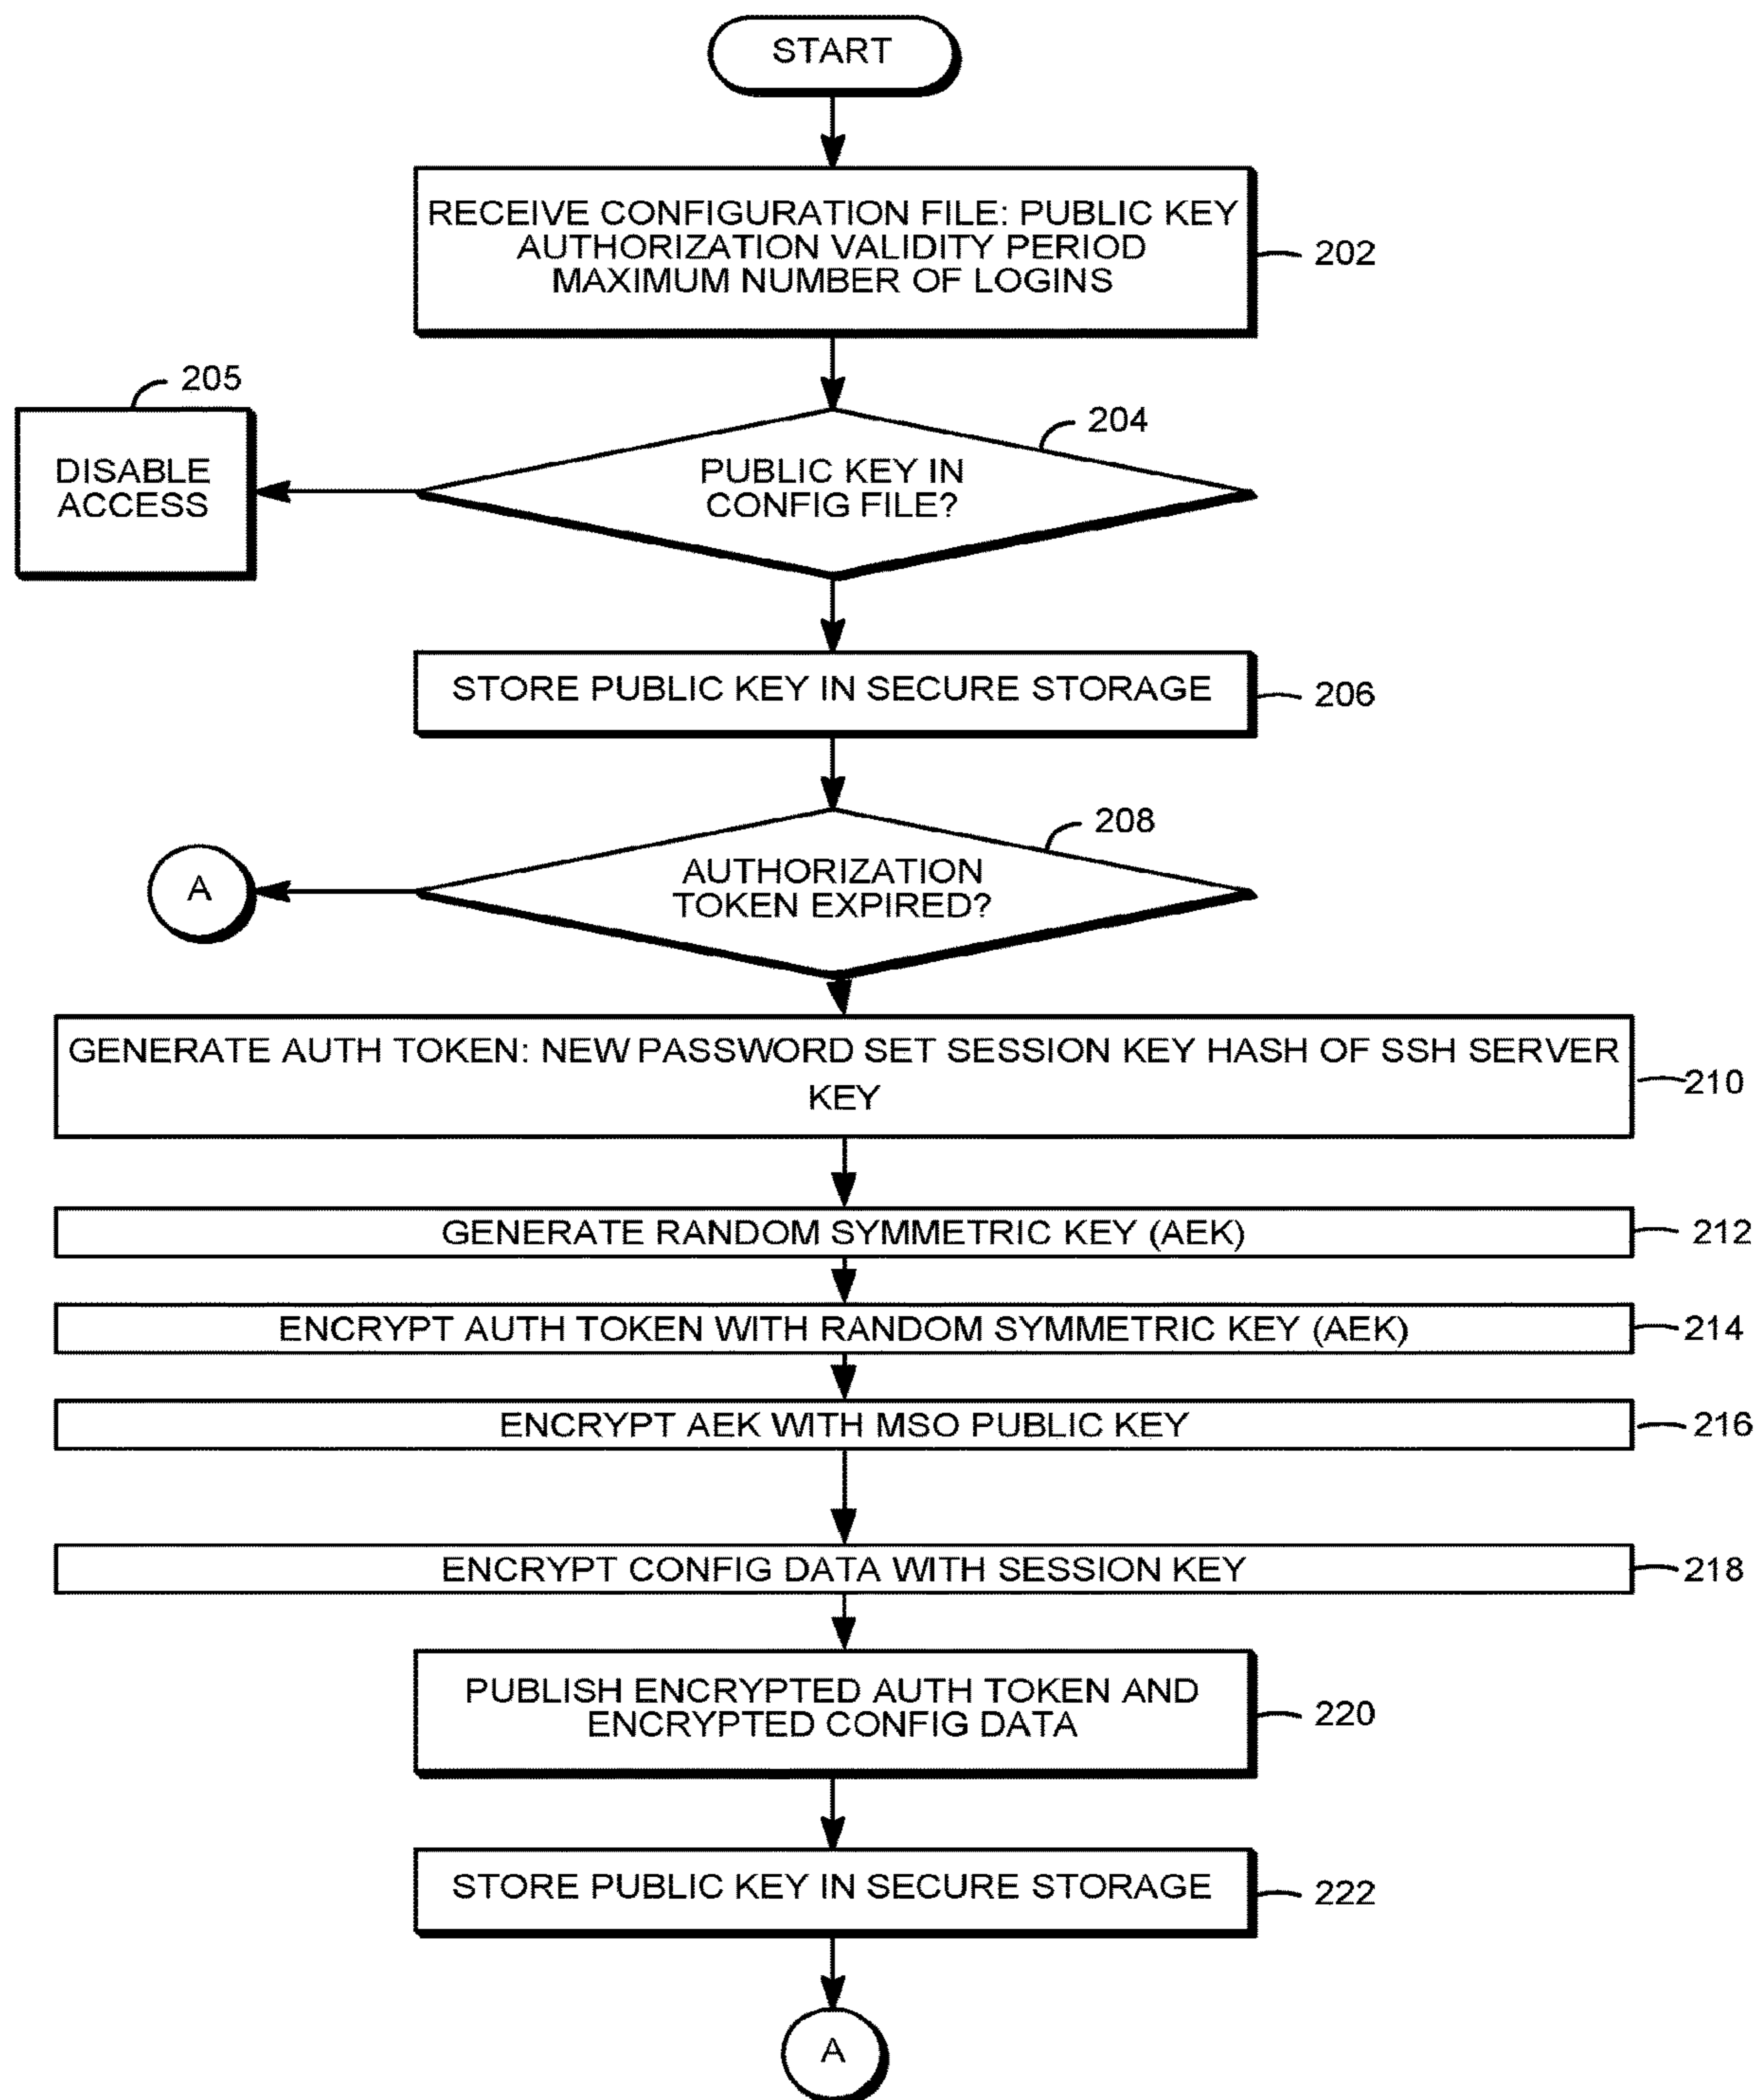 START
RECEIVE CONFIGURATION FILE: PUBLIC KEY
AUTHORIZATION VALIDITY PERIOD
MAXIMUM NUMBER OF LOGINS
202
205
204
DISABLE
ACCESS
PUBLIC KEY IN
CONFIG FILE?
STORE PUBLIC KEY IN SECURE STORAGE
206
208
A
AUTHORIZATION
TOKEN EXPIRED?
GENERATE AUTH TOKEN: NEW PASSWORD SET SESSION KEY HASH OF SSH SERVER
KEY
210
GENERATE RANDOM SYMMETRIC KEY (AEK)
212
ENCRYPT AUTH TOKEN WITH RANDOM SYMMETRIC KEY (AEK)
214
ENCRYPT AEK WITH MSO PUBLIC KEY
216
ENCRYPT CONFIG DATA WITH SESSION KEY
218
PUBLISH ENCRYPTED AUTH TOKEN AND
ENCRYPTED CONFIG DATA
220
STORE PUBLIC KEY IN SECURE STORAGE
222
A